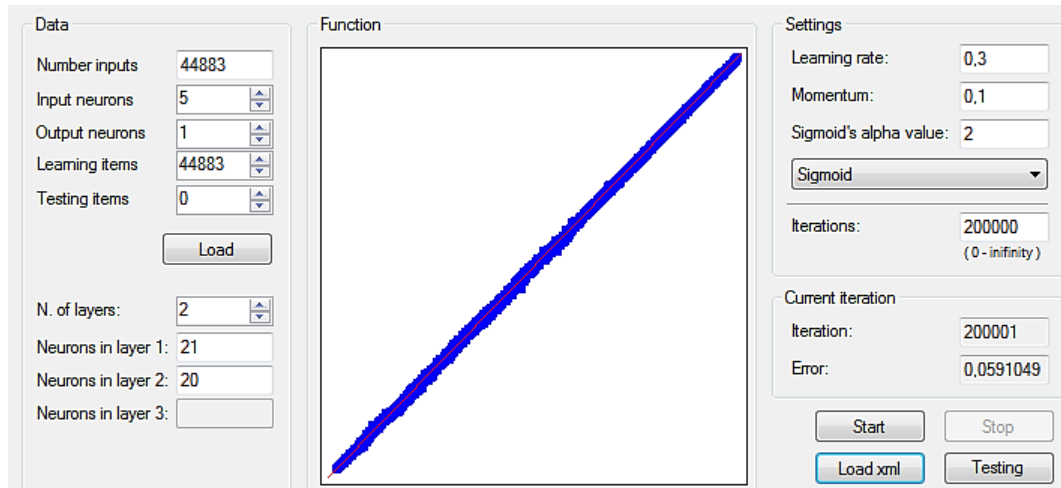 Data
Number inputs 44883
Input neurons 5
Output neurons 1
Learning items 44883
Testing items 0
Load
N. of layers: 2
Neurons in layer 1: 21
Neurons in layer 2: 20
Neurons in layer 3:
Function
Settings
Learning rate: 0,3
Momentum: 0,1
Sigmoid's alpha value: 2
Sigmoid
Iterations: 200000
( 0 - inifinity )
Current iteration
Iteration: 200001
Error: 0,0591049
Start Stop
Load xml Testing